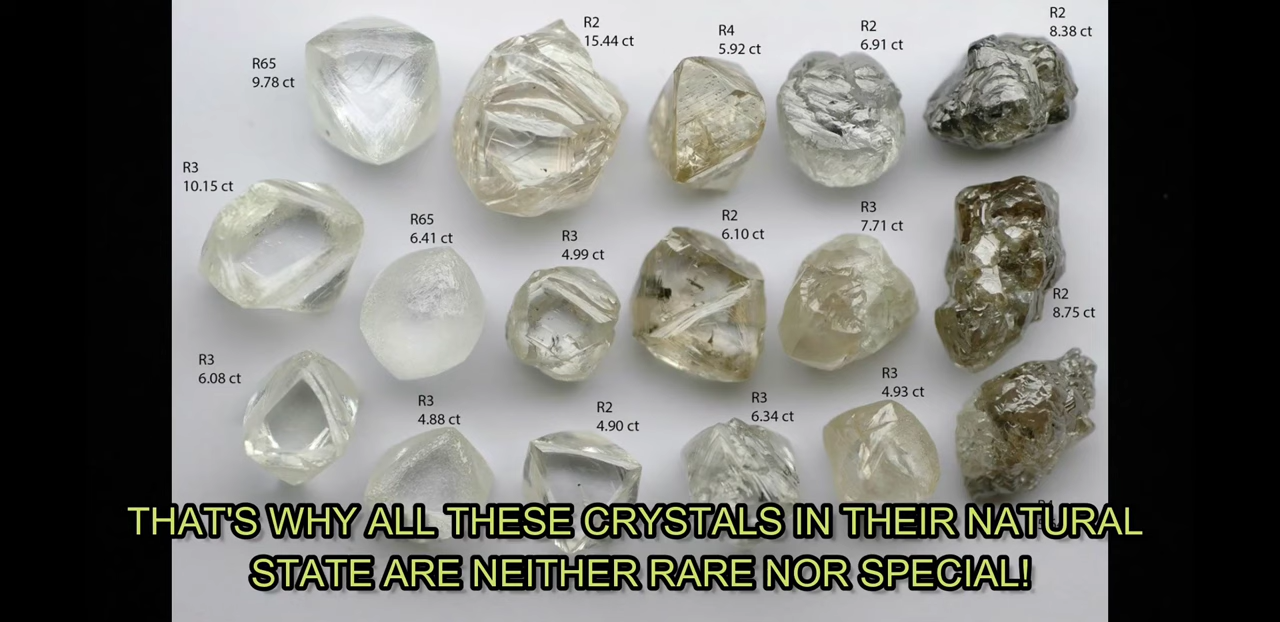 R65
9.78 ct
R2
15.44 ct
R4
5.92 ct
R2
6.91 ct
R2
8.38 ct
R3
10.15 ct
R65
6.41 ct
R3
4.99 ct
R2
6.10 ct
R3
7.71 ct
R2
8.75 ct
R3
6.08 ct
R3
4.88 ct
R2
4.90 ct
R3
6.34 ct
R3
4.93 ct
THAT'S WHY ALL THESE CRYSTALS IN THEIR NATURAL
STATE ARE NEITHER RARE NOR SPECIAL!